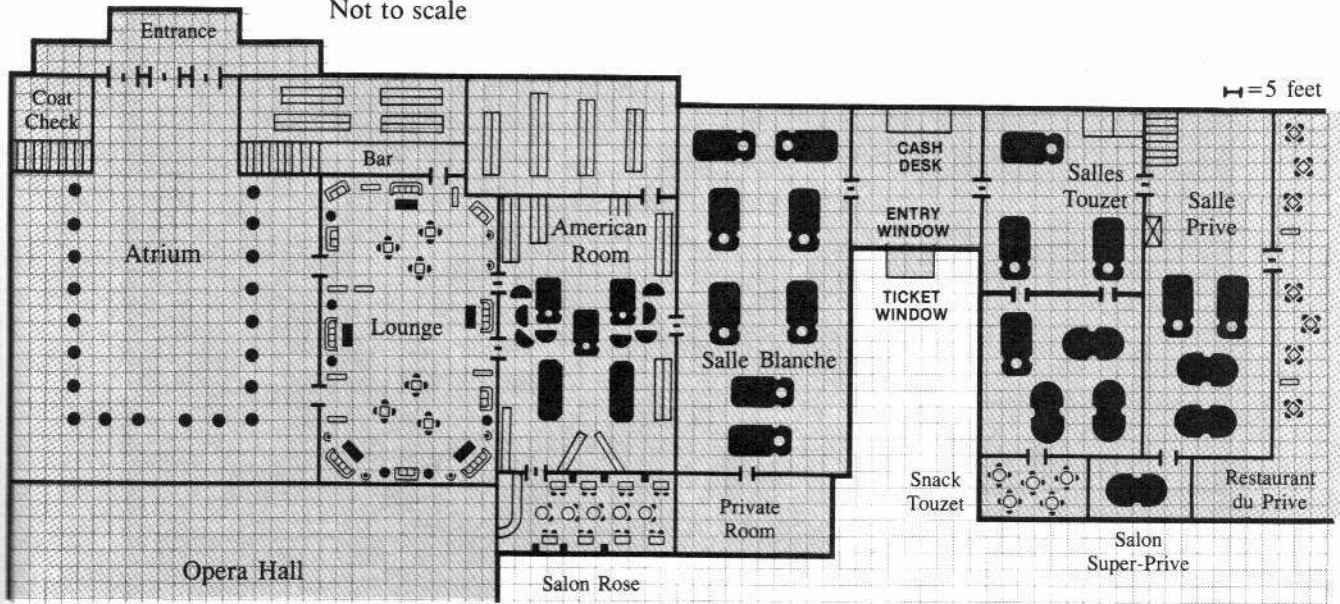 Not to scale
Entrance
Coat
Check
Bar
Atrium
Lounge
American
Room
Salle Blanche
CASH
DESK
ENTRY
WINDOW
TICKET
WINDOW
= 5 feet
Salles
Touzet
Salle
Prive
Opera Hall
Salon Rose
Private
Room
Snack
Touzet
Salon
Super-Prive
Restaurant
du Prive